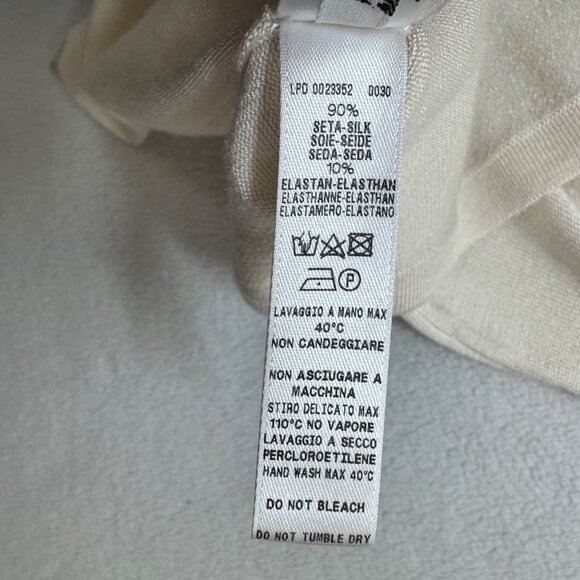 LPD 0023352 0030
90%
SETA-SILK
SOIE-SEIDE
SEDA-SEDA
10%
ELASTAN-ELASTHAN
ELASTHANNE-ELASTHAN
ELASTAMERO-ELASTANO
P
LAVAGGIO A MANO MAX
40°C
NON CANDEGGIARE
NON ASCIUGARE A
MACCHINA
STIRO DELICATO MAX
110°C NO VAPORE
LAVAGGIO A SECCO
PERCLOROETILENE
HAND WASH MAX 40°C
DO NOT BLEACH
DO NOT TUMBLE DRY